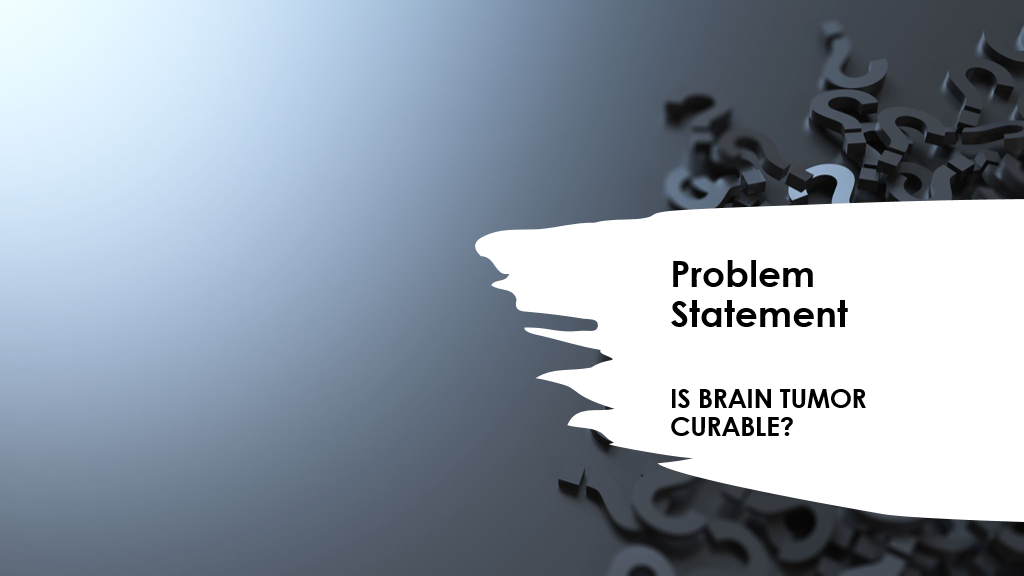 Problem
Statement
IS BRAIN TUMOR
CURABLE?